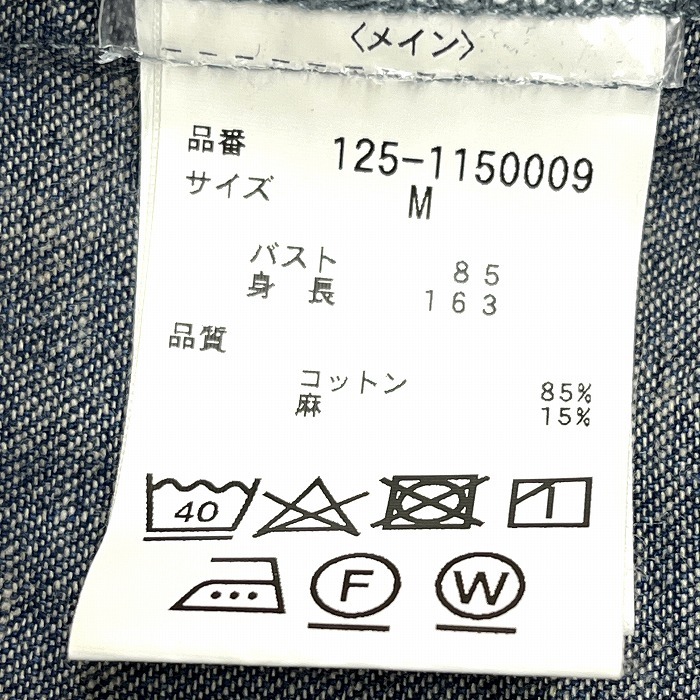 〈メイン〉
品番 125-1150009
サイズ M
バスト 85
身長 163
品質
コットン 85%
麻 15%
40
F W